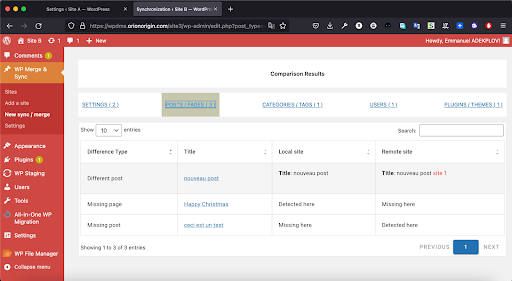 Settings ‹ Site A — WordPress
Synchronization ‹ Site B — WordPr
https://wpdms.orionorigin.com/site3/wp-admin/edit.php?post_type=
Site B
1
1
New
Howdy, Emmanuel ADEKPLOVI
Comments 1
WP Merge & Sync
Sites
Add a site
New sync / merge
Settings
Appearance
Plugins 1
WP Staging
Users
Tools
All-in-One WP Migration
Settings
WP File Manager
Collapse menu
Comparison Results
SETTINGS ( 2 )
POSTS / PAGES ( 3 )
CATEGORIES / TAGS ( 1 )
USERS ( 1 )
PLUGINS / THEMES ( 1 )
Show 10 entries
Search:
Difference Type
Title
Local site
Remote site
Different post
nouveau post
Title: nouveau post
Title: nouveau post site 1
Missing page
Happy Christmas
Detected here
Missing here
Missing post
ceci est un test
Missing here
Detected here
Showing 1 to 3 of 3 entries
PREVIOUS
1
NEXT